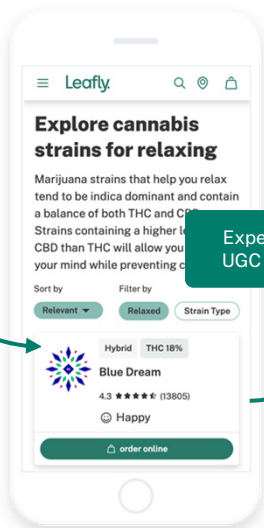 Leafly.
Explore cannabis
strains for relaxing
Marijuana strains that help you relax
tend to be indica dominant and contain
a balance of both THC and
Strains containing a higher
CBD than THC will allow you
your mind while preventing
UGC
Sort by
Filter by
Relevant
Relaxed
Strain Type
Hybrid
THC 18%
Blue Dream
4.3 ★★★★⯨ (13805)
Happy
order online